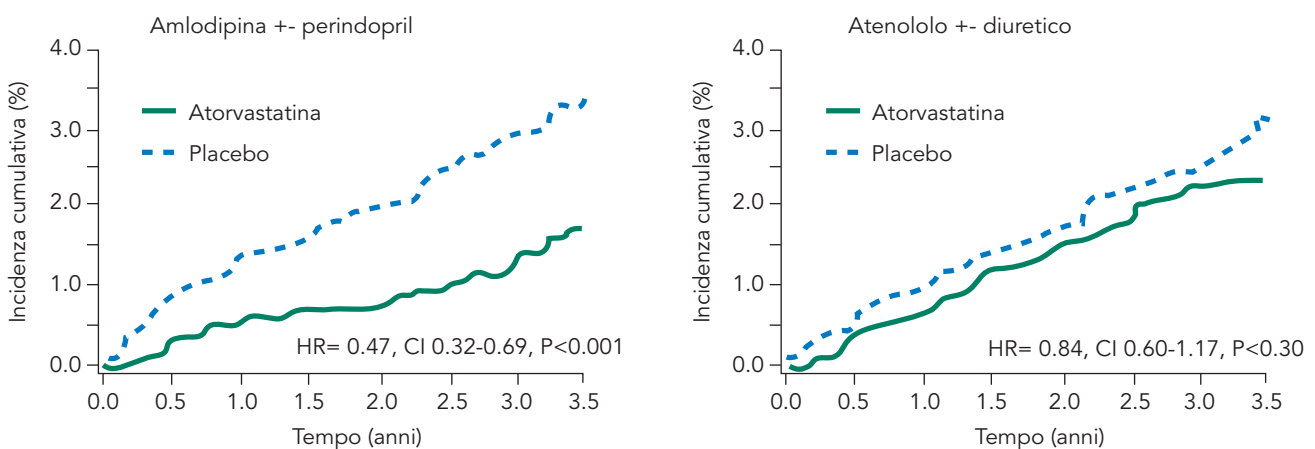 Amlodipina +- perindopril
4.0
3.0
2.0
1.0
0.0
Incidenza cumulativa (%)
Atorvastatina
Placebo
HR= 0.47, CI 0.32-0.69, P<0.001
0.0 0.5 1.0 1.5 2.0 2.5 3.0 3.5
Tempo (anni)
Atenololo +- diuretico
4.0
3.0
2.0
1.0
0.0
Incidenza cumulativa (%)
Atorvastatina
Placebo
HR= 0.84, CI 0.60-1.17, P<0.30
0.0 0.5 1.0 1.5 2.0 2.5 3.0 3.5
Tempo (anni)